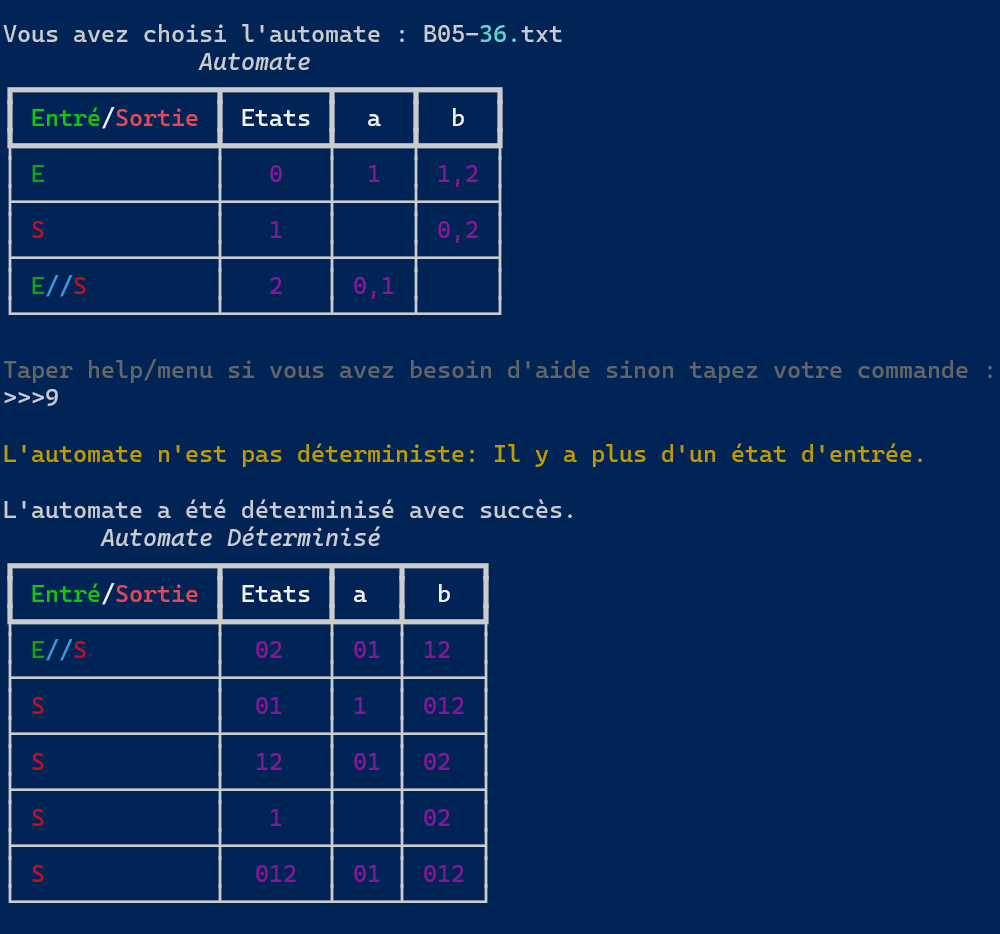 Vous avez choisi l'automate : B05-36.txt
Automate
Entré/Sortie Etats a b
E 0 1 1,2
S 1 0,2
E//S 2 0,1
Taper help/menu si vous avez besoin d'aide sinon tapez votre commande :
>>>9
L'automate n'est pas déterministe: Il y a plus d'un état d'entrée.
L'automate a été déterminisé avec succès.
Automate Déterminisé
Entré/Sortie Etats a b
E//S 02 01 12
S 01 1 012
S 12 01 02
S 1 02
S 012 01 012